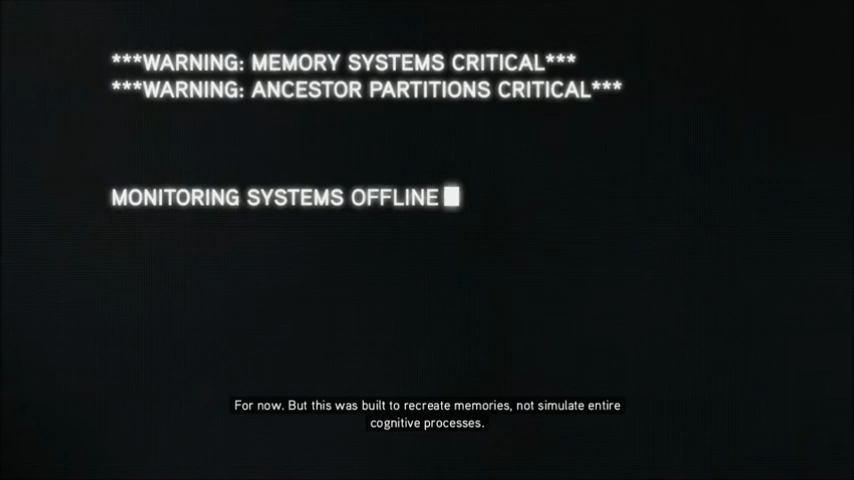 ***WARNING: MEMORY SYSTEMS CRITICAL***
***WARNING: ANCESTOR PARTITIONS CRITICAL***
MONITORING SYSTEMS OFFLINE
For now. But this was built to recreate memories, not simulate entire
cognitive processes.